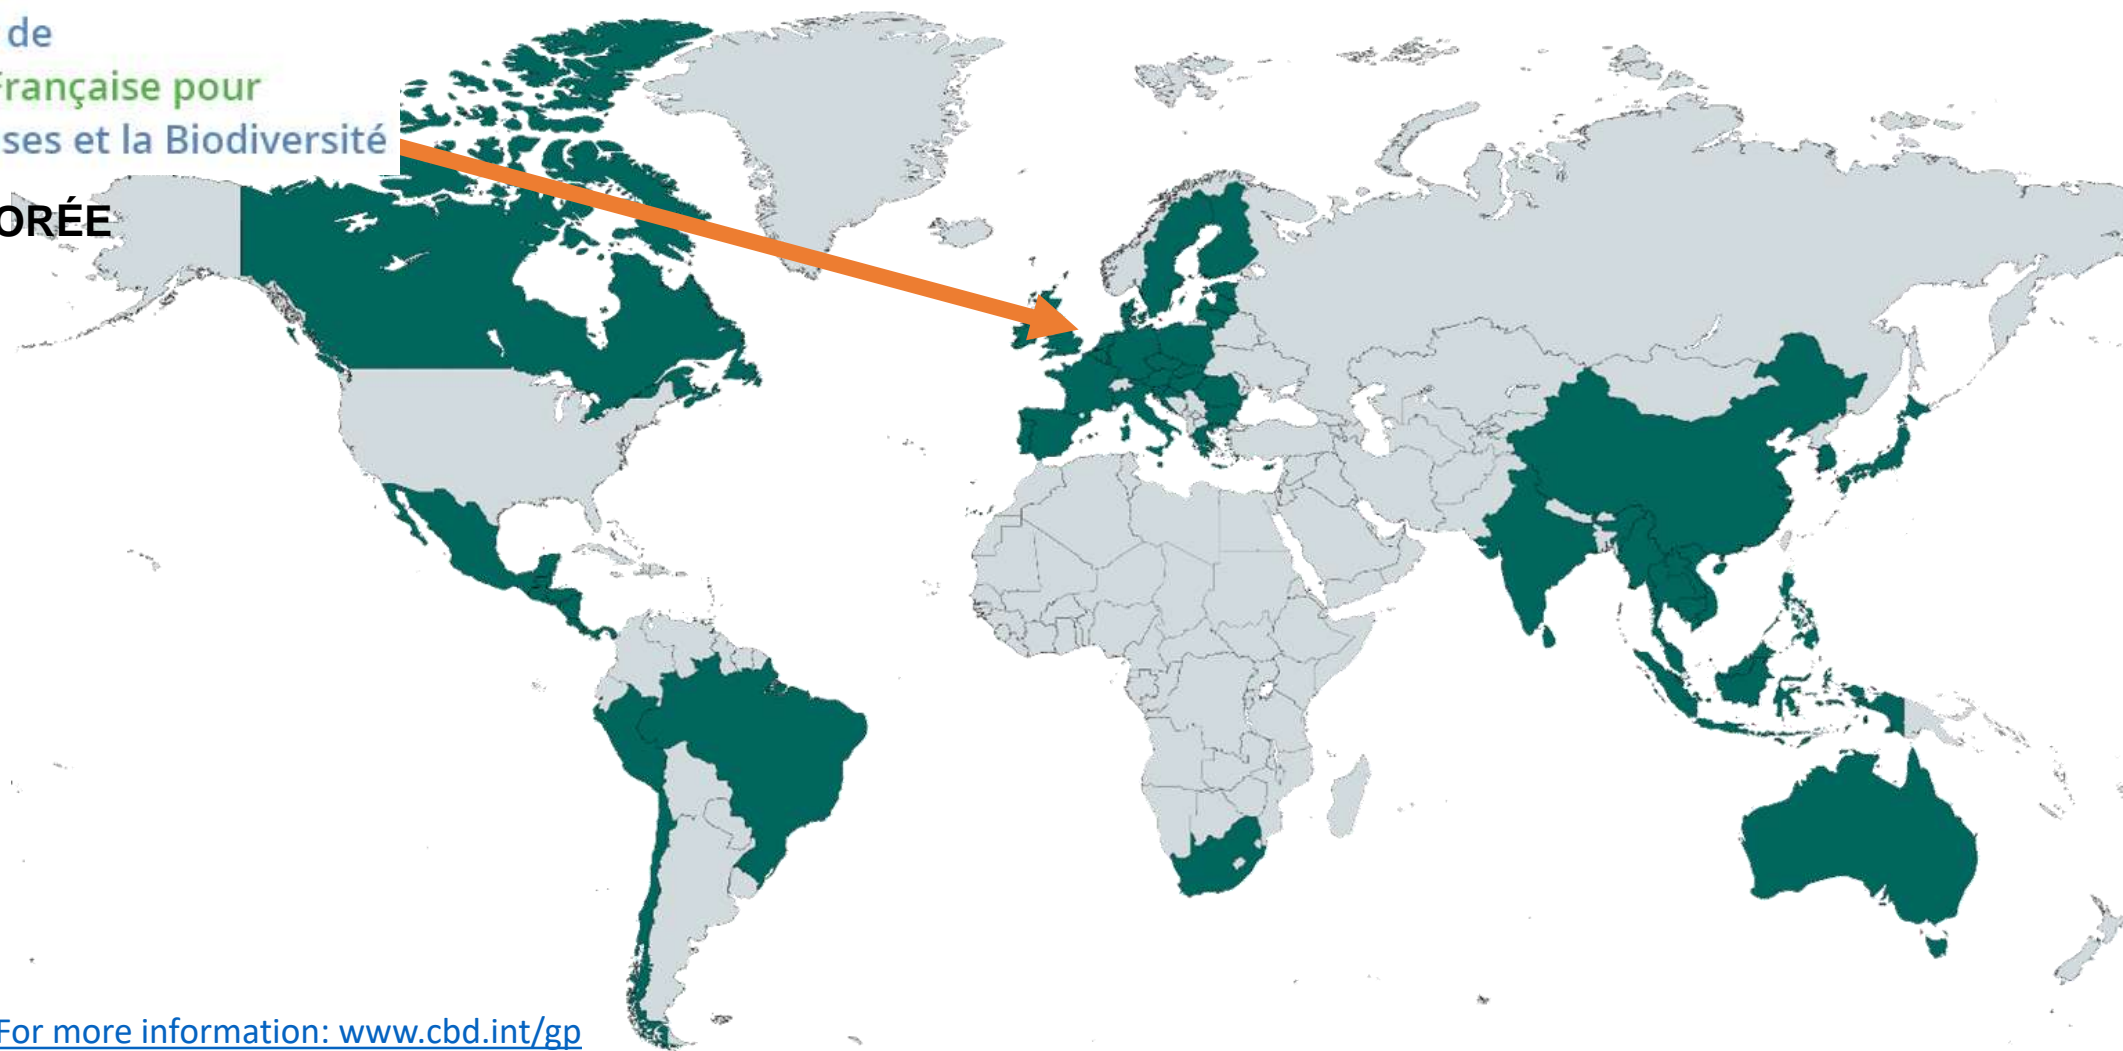 de
Française pour
ses et la Biodiversité
ORÉE
For more information: www.cbd.int/gp